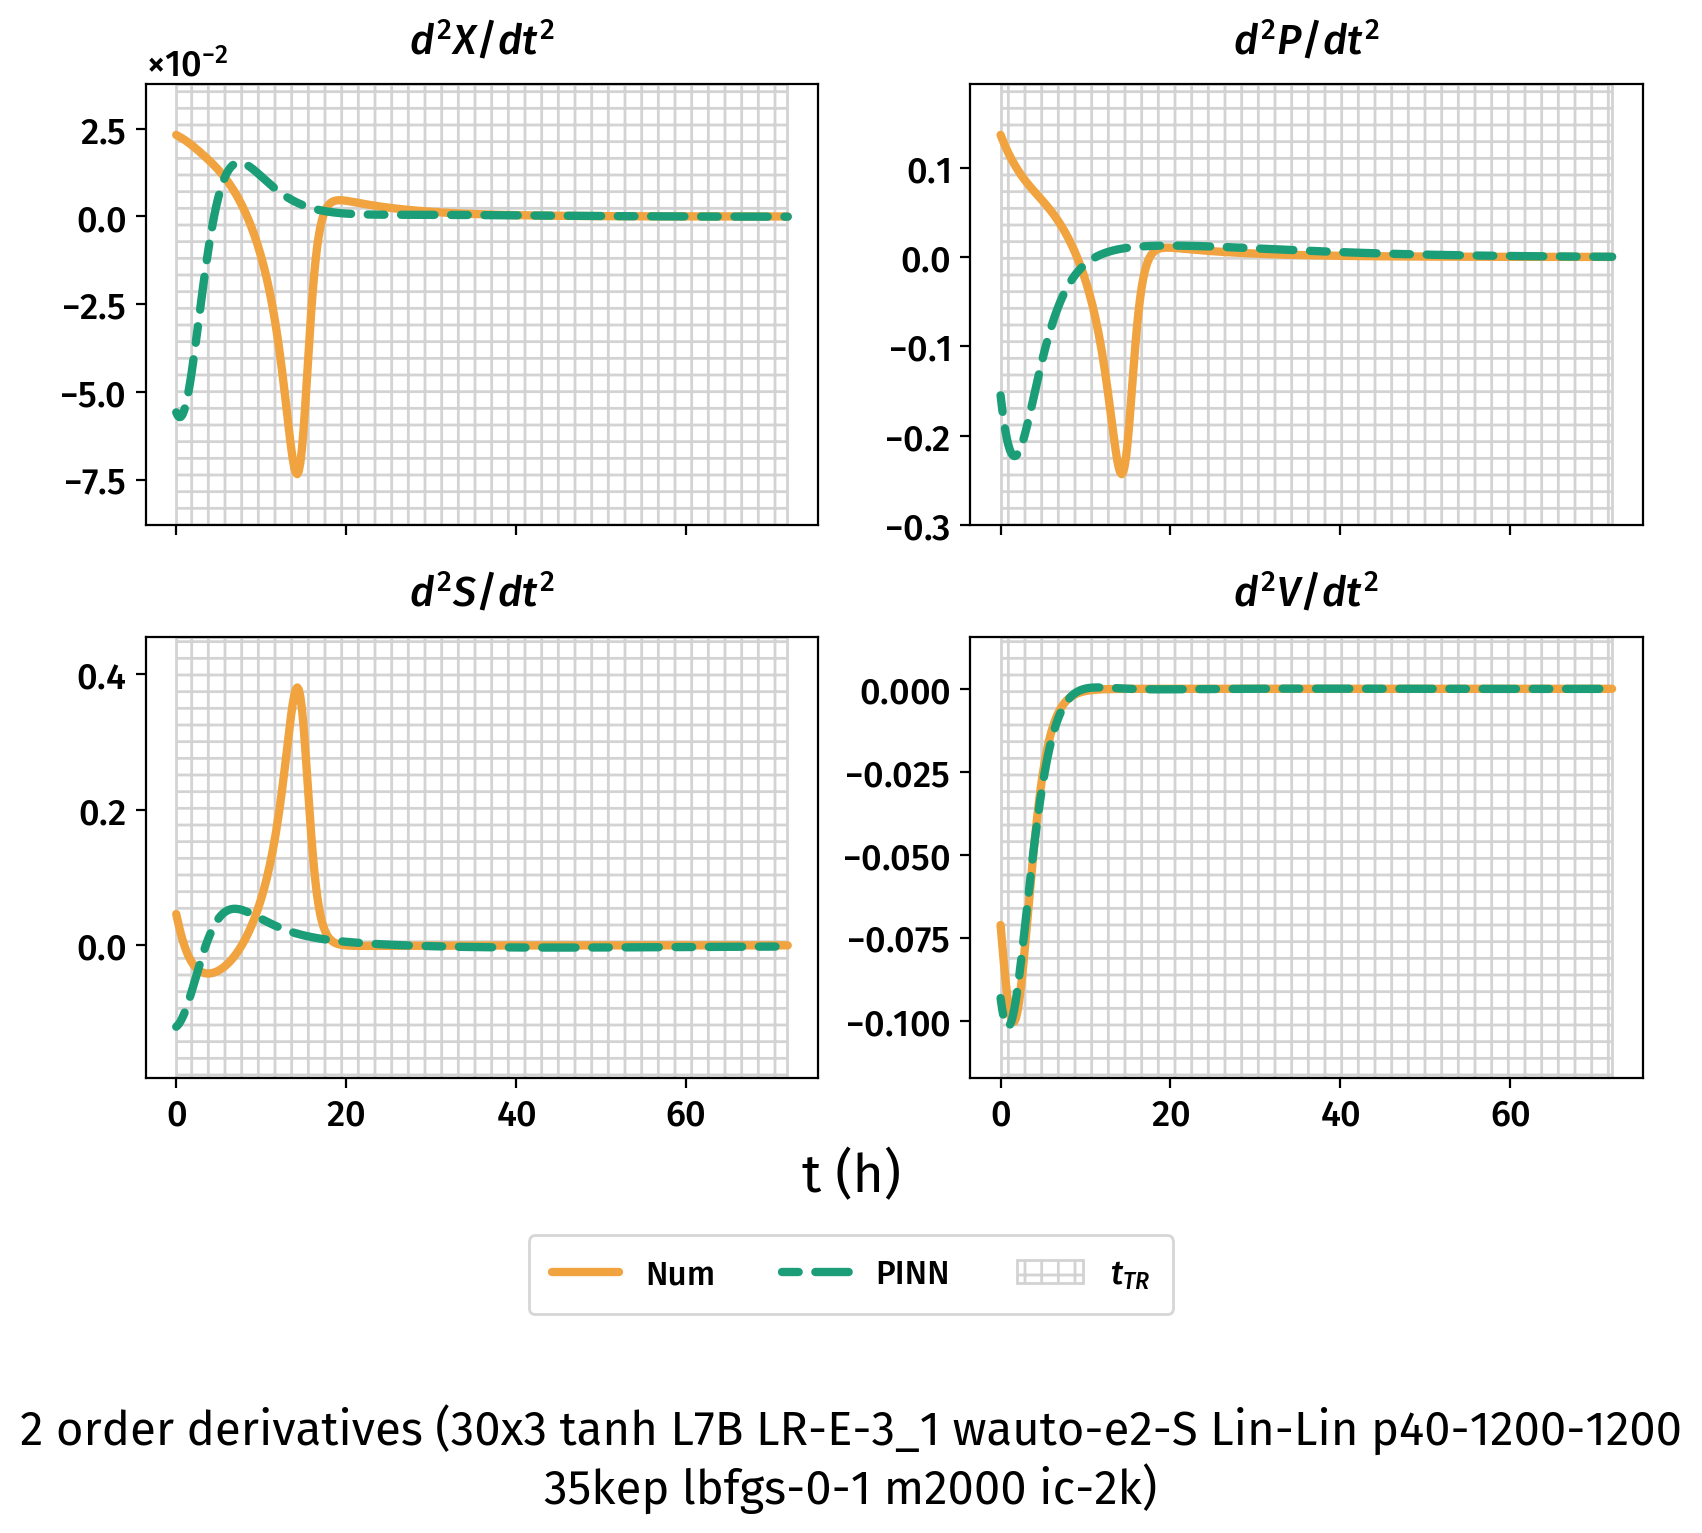 d²X/dt²
d²P/dt²
×10⁻²
2.5
0.0
−2.5
−5.0
−7.5
0.1
0.0
−0.1
−0.2
−0.3
d²S/dt²
d²V/dt²
0.4
0.2
0.0
0.000
−0.025
−0.050
−0.075
−0.100
0 20 40 60
0 20 40 60
t (h)
Num PINN t_TR
2 order derivatives (30x3 tanh L7B LR-E-3_1 wauto-e2-S Lin-Lin p40-1200-1200
35kep lbfgs-0-1 m2000 ic-2k)